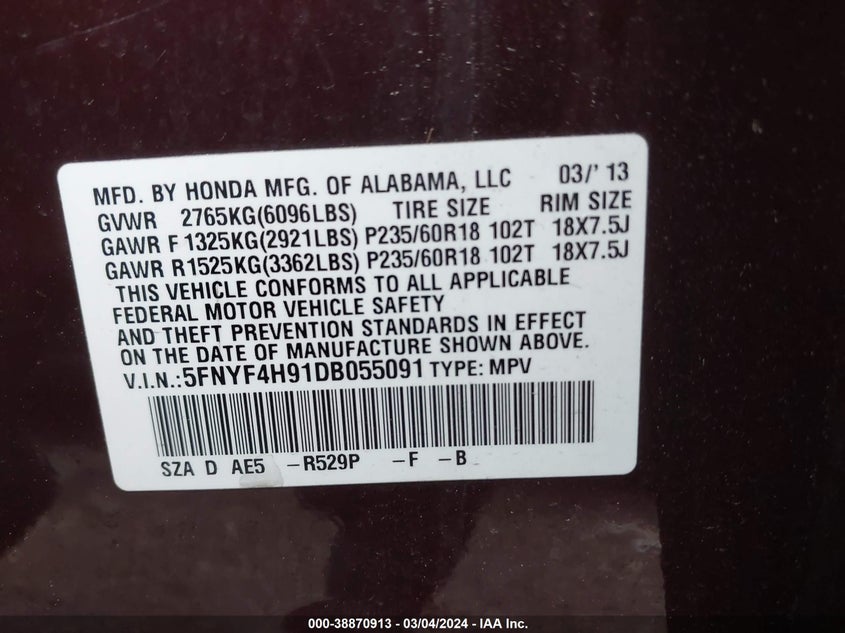 MFD. BY HONDA MFG. OF ALABAMA, LLC 03/'13
GVWR 2765KG(6096LBS) TIRE SIZE RIM SIZE
GAWR F 1325KG(2921LBS) P235/60R18 102T 18X7.5J
GAWR R1525KG(3362LBS) P235/60R18 102T 18X7.5J
THIS VEHICLE CONFORMS TO ALL APPLICABLE
FEDERAL MOTOR VEHICLE SAFETY
AND THEFT PREVENTION STANDARDS IN EFFECT
ON THE DATE OF MANUFACTURE SHOWN ABOVE.
V.I.N.:5FNYF4H91DB055091 TYPE: MPV
SZA D AE5 -R529P -F -B
000-38870913 - 03/04/2024 - IAA Inc.